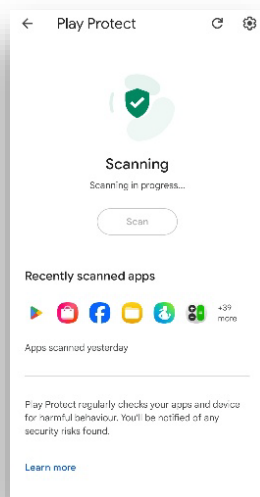 Play Protect
Scanning
Scanning in progress...
Scan
Recently scanned apps
+39
more
Apps scanned yesterday
Play Protect regularly checks your apps and device
for harmful behaviour. You'll be notified of any
security risks found.
Learn more